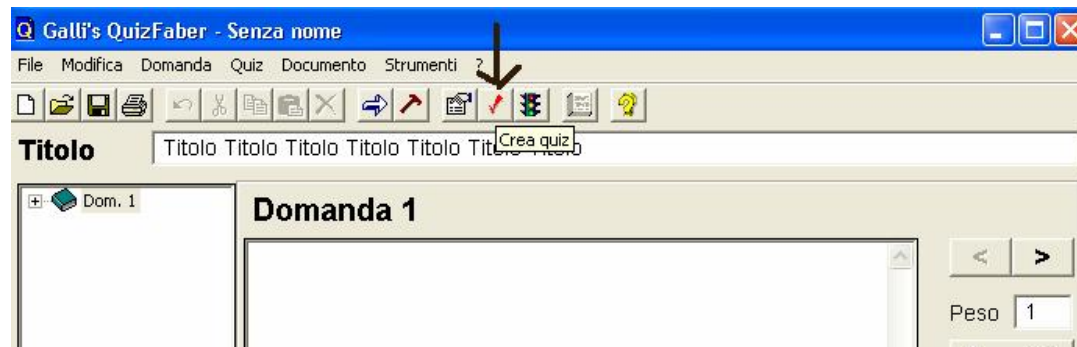 Galli's QuizFaber - Senza nome
File Modifica Domanda Quiz Documento Strumenti ?
Crea quiz
Titolo Titolo Titolo Titolo Titolo Titolo Titolo Titolo
Dom. 1
Domanda 1
< >
Peso 1